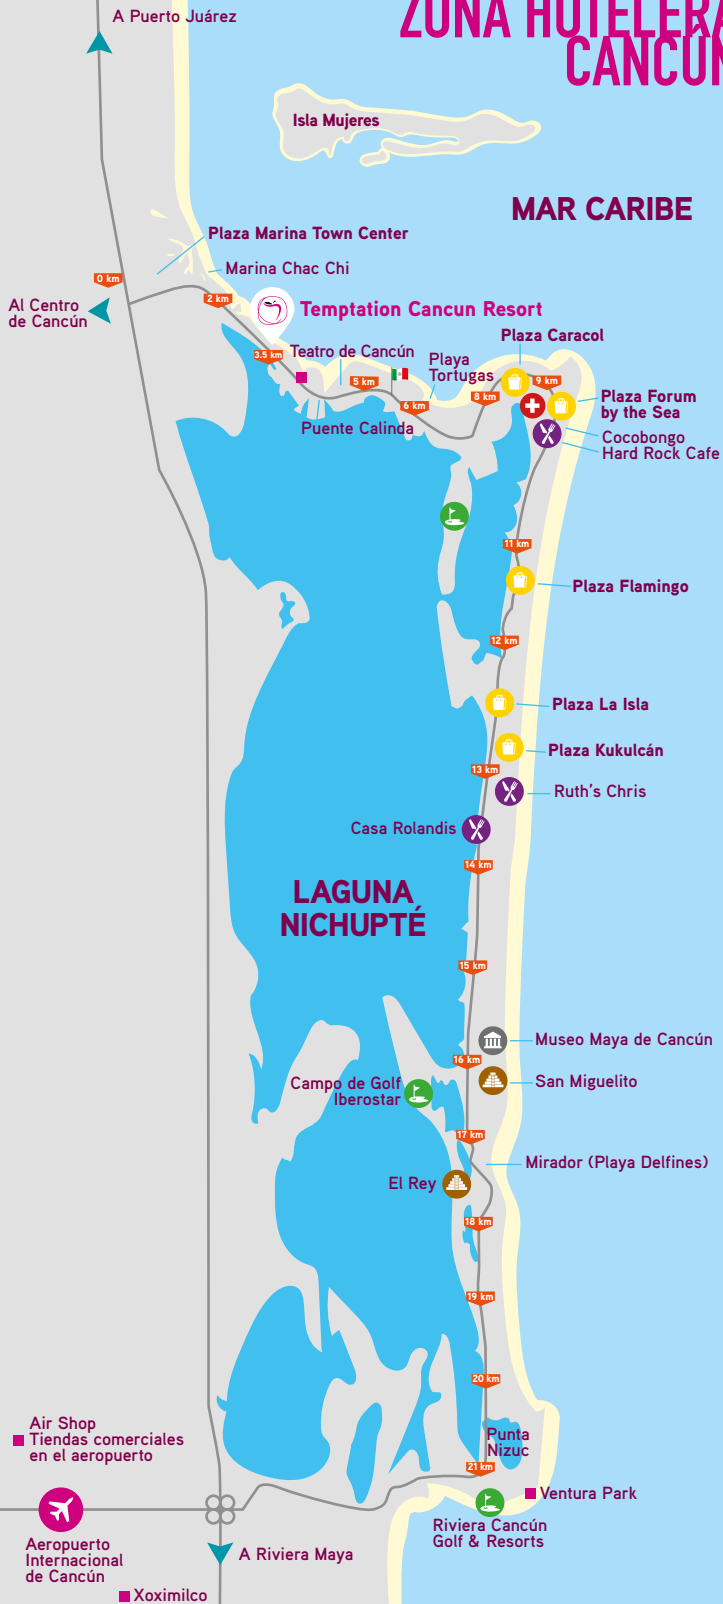 A Puerto Juárez
ZONA HOTELERA
CANCÚN
Isla Mujeres
MAR CARIBE
Plaza Marina Town Center
Marina Chac Chi
0 km
2 km
Al Centro
de Cancún
Temptation Cancun Resort
3.5 km
Teatro de Cancún
Plaza Caracol
Playa
Tortugas
5 km
6 km
8 km
9 km
Plaza Forum
by the Sea
Puente Calinda
Cocobongo
Hard Rock Cafe
11 km
Plaza Flamingo
12 km
Plaza La Isla
Plaza Kukulcán
13 km
Ruth's Chris
Casa Rolandis
14 km
LAGUNA
NICHUPTÉ
15 km
Museo Maya de Cancún
16 km
San Miguelito
Campo de Golf
Iberostar
17 km
Mirador (Playa Delfines)
El Rey
18 km
19 km
20 km
Punta
Nizuc
21 km
Air Shop
Tiendas comerciales
en el aeropuerto
Ventura Park
Riviera Cancún
Golf & Resorts
Aeropuerto
Internacional
de Cancún
A Riviera Maya
Xoximilco